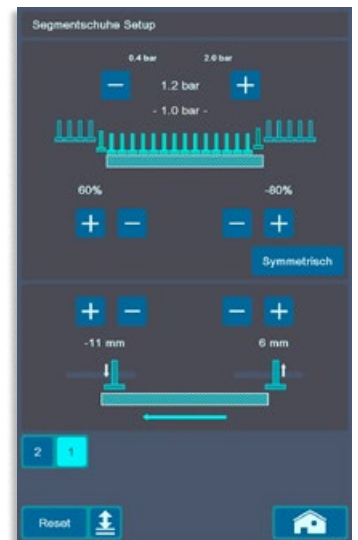 Segmentschuhe Setup
0.4 bar 2.0 bar
− 1.2 bar +
- 1.0 bar -
60% -80%
+ − − +
Symmetrisch
+ − − +
-11 mm 6 mm
2 1
Reset